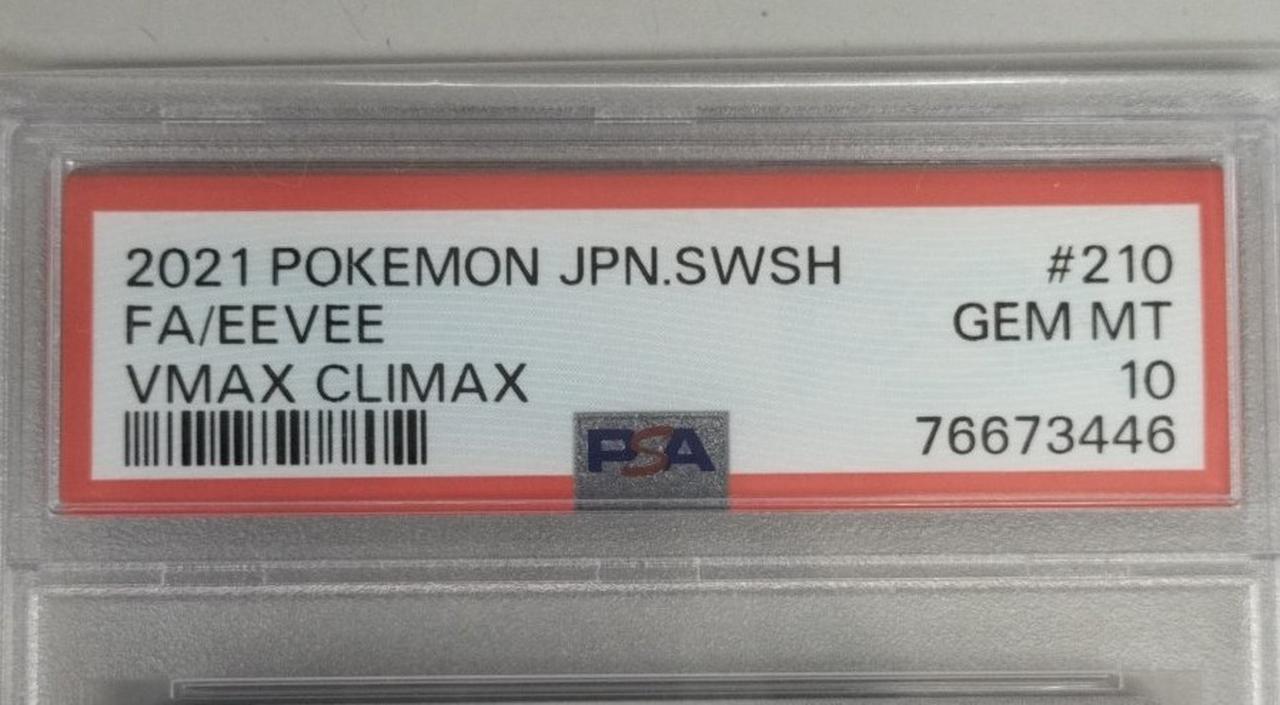 2021 POKEMON JPN.SWSH #210
FA/EEVEE GEM MT
VMAX CLIMAX 10
PSA 76673446